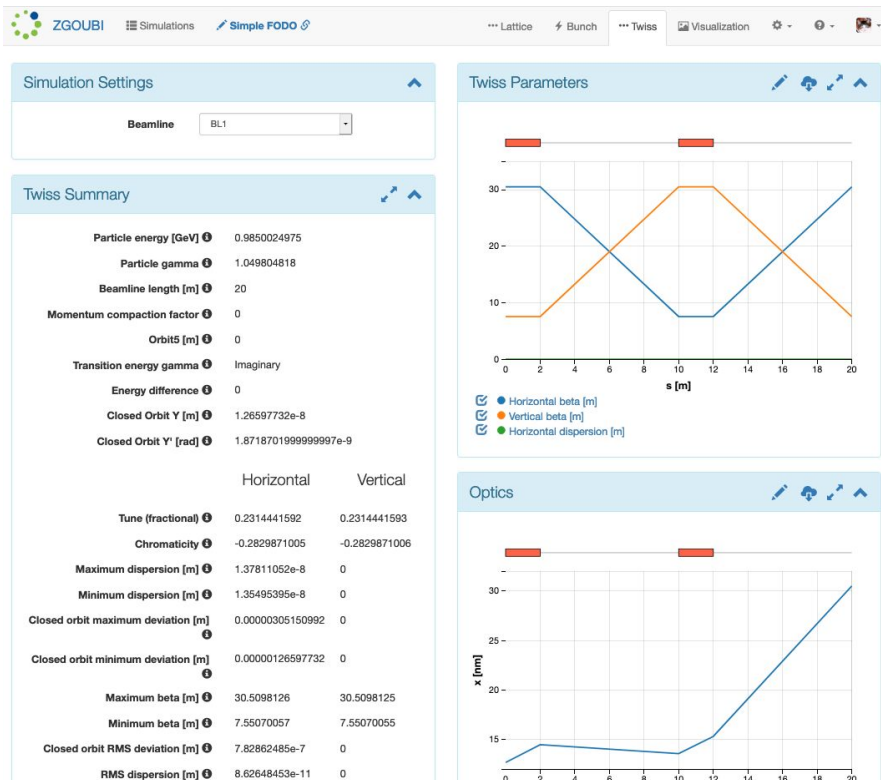 ZGOUBI Simulations Simple FODO Lattice Bunch Twiss Visualization
Simulation Settings
Beamline BL1
Twiss Summary
Particle energy [GeV] 0.9850024975
Particle gamma 1.049804818
Beamline length [m] 20
Momentum compaction factor 0
Orbit5 [m] 0
Transition energy gamma Imaginary
Energy difference 0
Closed Orbit Y [m] 1.26597732e-8
Closed Orbit Y' [rad] 1.8718701999999997e-9
Horizontal Vertical
Tune (fractional) 0.2314441592 0.2314441593
Chromaticity -0.2829871005 -0.2829871006
Maximum dispersion [m] 1.37811052e-8 0
Minimum dispersion [m] 1.35495395e-8 0
Closed orbit maximum deviation [m] 0.00000305150992 0
Closed orbit minimum deviation [m] 0.00000126597732 0
Maximum beta [m] 30.5098126 30.5098125
Minimum beta [m] 7.55070057 7.55070055
Closed orbit RMS deviation [m] 7.82862485e-7 0
RMS dispersion [m] 8.62648453e-11 0
Twiss Parameters
30
20
10
0
0 2 4 6 8 10 12 14 16 18 20
s [m]
Horizontal beta [m]
Vertical beta [m]
Horizontal dispersion [m]
Optics
x [nm]
30
25
20
15
0 2 4 6 8 10 12 14 16 18 20